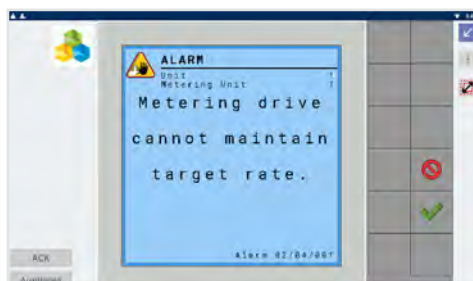 ALARM
Unit
Metering Unit
Metering drive
cannot maintain
target rate.
ACK